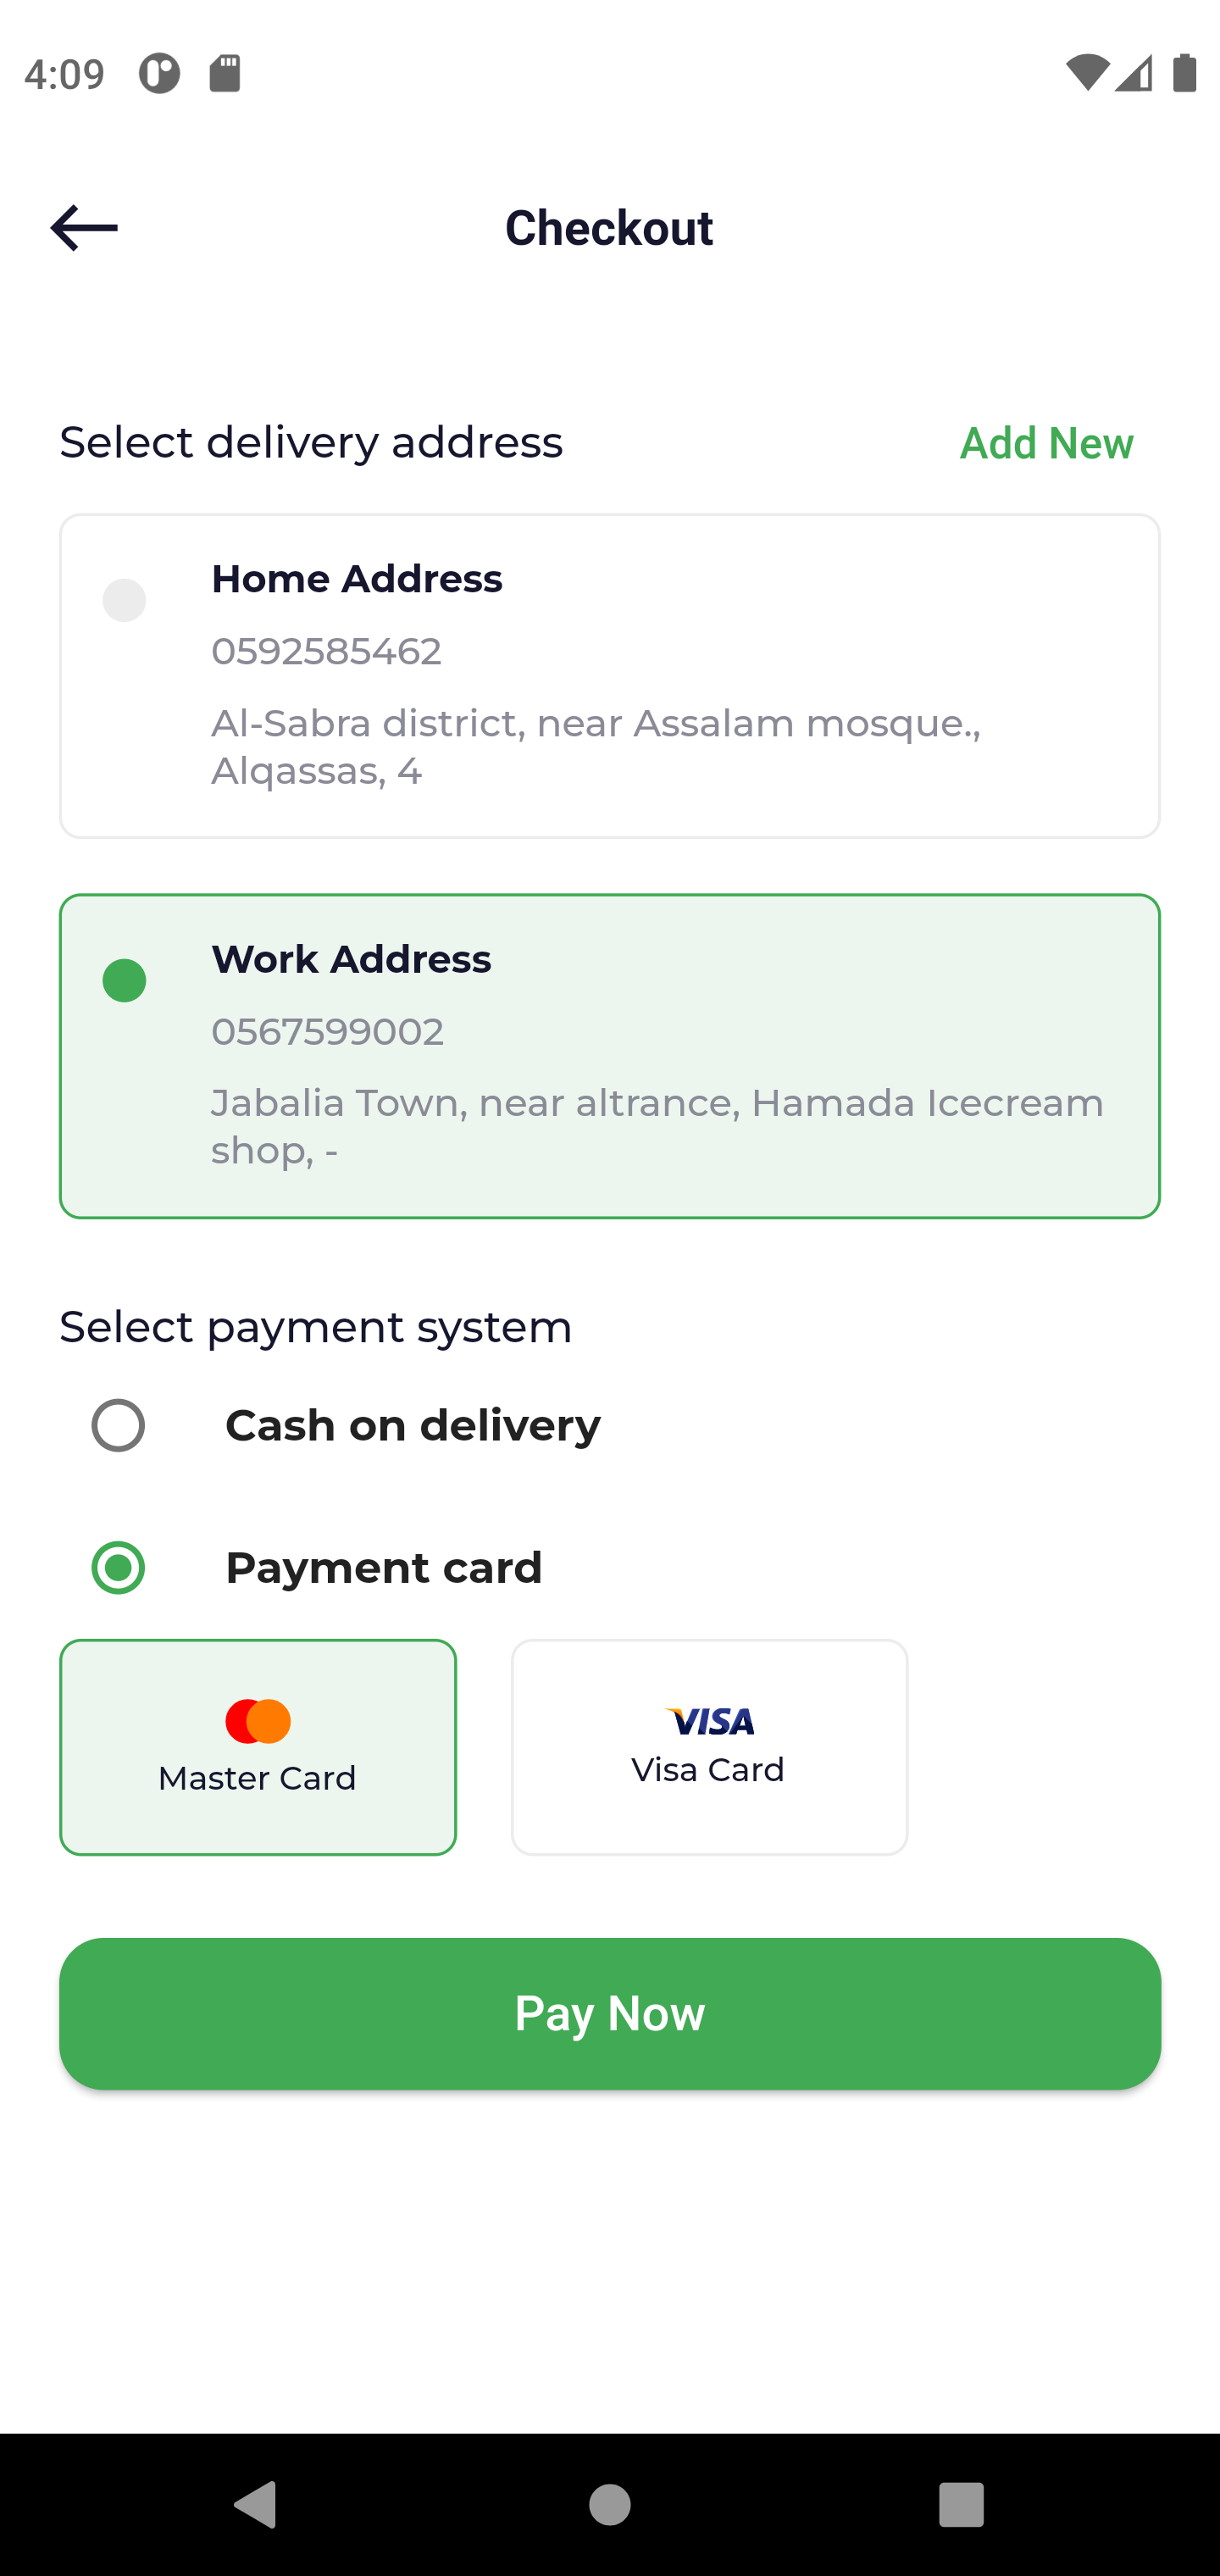 4:09
Checkout
Select delivery address
Add New
Home Address
0592585462
Al-Sabra district, near Assalam mosque.,
Alqassas, 4
Work Address
0567599002
Jabalia Town, near altrance, Hamada Icecream
shop, -
Select payment system
Cash on delivery
Payment card
Master Card
VISA
Visa Card
Pay Now